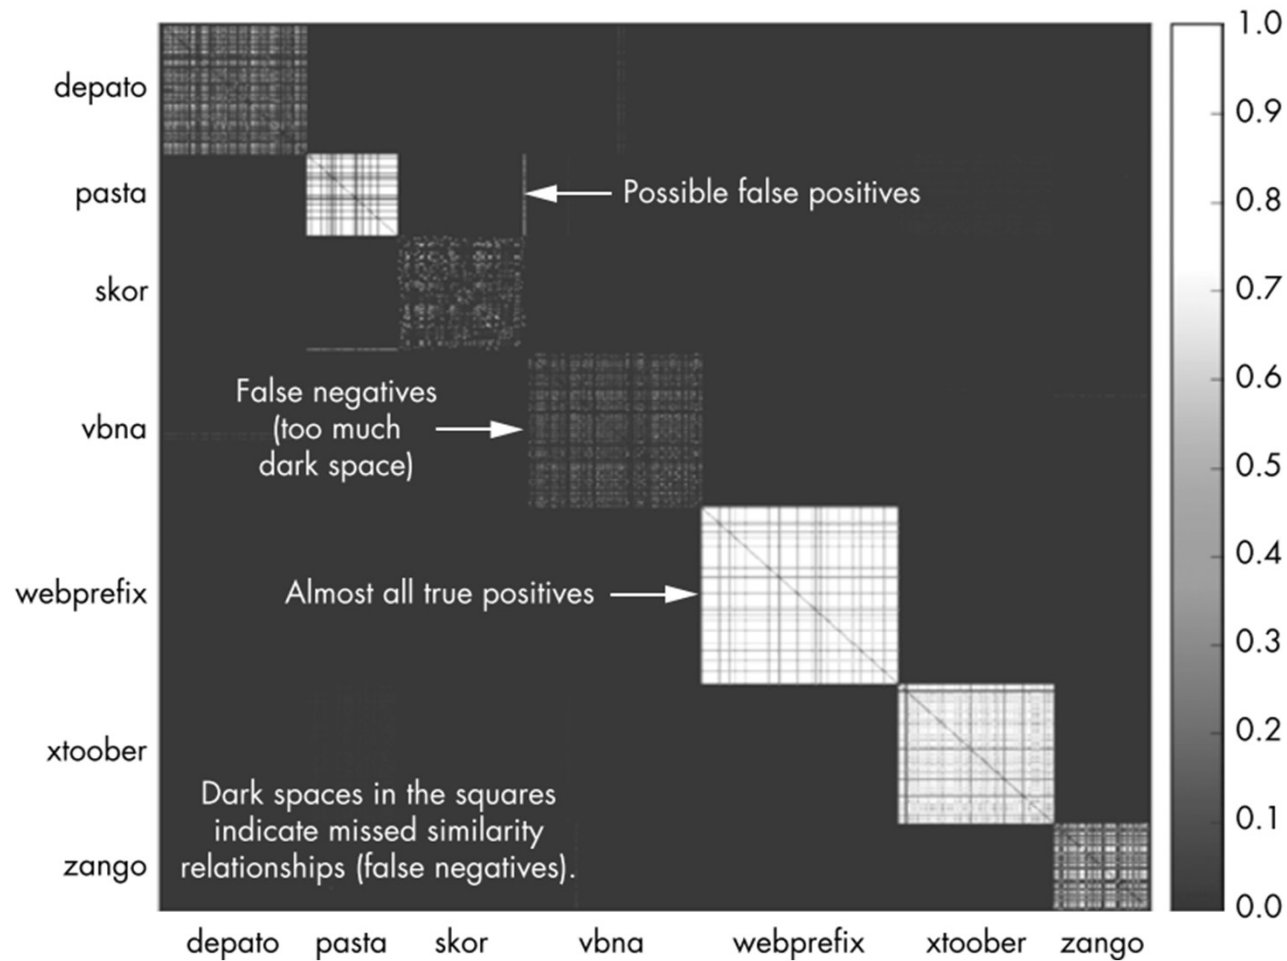 depato
pasta
skor
vbna
webprefix
xtoober
zango
Possible false positives
False negatives
(too much
dark space)
Almost all true positives
Dark spaces in the squares
indicate missed similarity
relationships (false negatives).
depato pasta skor vbna webprefix xtoober zango
1.0
0.9
0.8
0.7
0.6
0.5
0.4
0.3
0.2
0.1
0.0